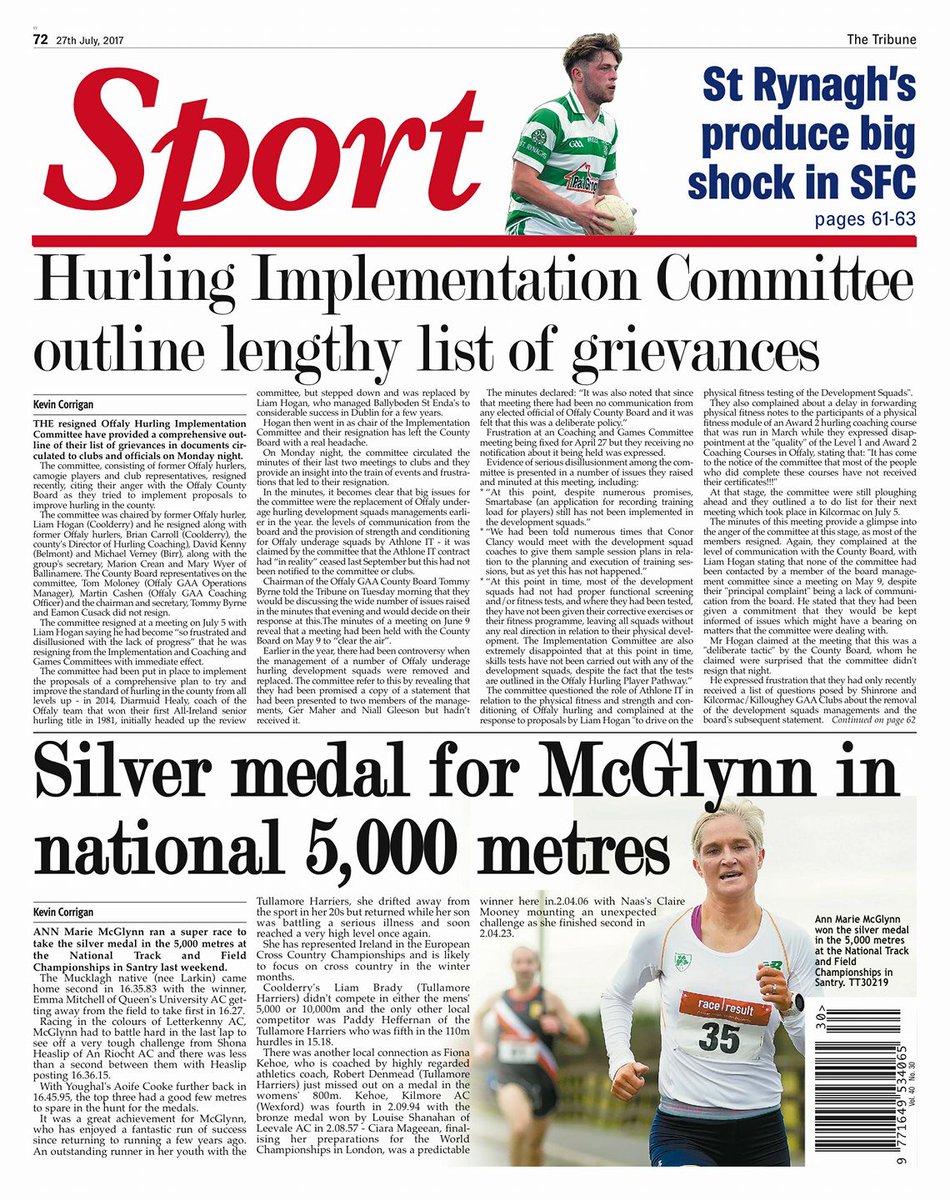 72 27th July, 2017
The Tribune
Sport
St Rynagh's
produce big
shock in SFC
pages 61-63
ST. RYNAGHS
GAA
Hurling Implementation Committee
outline lengthy list of grievances
Kevin Corrigan
THE resigned Offaly Hurling Implementation
Committee have provided a comprehensive out-
line of their list of grievances in documents cir-
culated to clubs and officials on Monday night.
The committee, consisting of former Offaly hurlers,
camogie players and club representatives, resigned
recently, citing their anger with the Offaly County
Board as they tried to implement proposals to
improve hurling in the county.
The committee was chaired by former Offaly hurler,
Liam Hogan (Coolderry) and he resigned along with
former Offaly hurlers, Brian Carroll (Coolderry), the
county's Director of Hurling Coaching), David Kenny
(Belmont) and Michael Verney (Birr), along with the
group's secretary, Marion Crean and Mary Wyer of
Ballinamere. The County Board representatives on the
committee, Tom Moloney (Offaly GAA Operations
Manager), Martin Cashen (Offaly GAA Coaching
Officer) and the chairman and secretary, Tommy Byrne
and Eamon Cusack did not resign.
The committee resigned at a meeting on July 5 with
Liam Hogan saying he had become "so frustrated and
disillusioned with the lack of progress" that he was
resigning from the Implementation and Coaching and
Games Committees with immediate effect.
The committee had been put in place to implement
the proposals of a comprehensive plan to try and
improve the standard of hurling in the county from all
levels up - in 2014, Diarmuid Healy, coach of the
Offaly team that won their first All-Ireland senior
hurling title in 1981, initially headed up the review
committee, but stepped down and was replaced by
Liam Hogan, who managed Ballyboden St Enda's to
considerable success in Dublin for a few years.
Hogan then went in as chair of the Implementation
Committee and their resignation has left the County
Board with a real headache.
On Monday night, the committee circulated the
minutes of their last two meetings to clubs and they
provide an insight into the train of events and frustra-
tions that led to their resignation.
In the minutes, it becomes clear that big issues for
the committee were the replacement of Offaly under-
age hurling development squads managements earli-
er in the year. the levels of communication from the
board and the provision of strength and conditioning
for Offaly underage squads by Athlone IT - it was
claimed by the committee that the Athlone IT contract
had "in reality" ceased last September but this had not
been notified to the committee or clubs.
Chairman of the Offaly GAA County Board Tommy
Byrne told the Tribune on Tuesday morning that they
would be discussing the wide number of issues raised
in the minutes that evening and would decide on their
response at this.The minutes of a meeting on June 9
reveal that a meeting had been held with the County
Board on May 9 to "clear the air".
Earlier in the year, there had been controversy when
the management of a number of Offaly underage
hurling development squads were removed and
replaced. The committee refer to this by revealing that
they had been promised a copy of a statement that
had been presented to two members of the manage-
ments, Ger Maher and Niall Gleeson but hadn't
received it.
The minutes declared: "It was also noted that since
that meeting there had been no communication from
any elected official of Offaly County Board and it was
felt that this was a deliberate policy."
Frustration at an Coaching and Games Committee
meeting being fixed for April 27 but they receiving no
notification about it being held was expressed.
Evidence of serious disillusionment among the com-
mittee is presented in a number of issues they raised
and minuted at this meeting, including:
* "At this point, despite numerous promises,
Smartabase (an application for recording training
load for players) still has not been implemented in
the development squads."
* "We had been told numerous times that Conor
Clancy would meet with the development squad
coaches to give them sample session plans in rela-
tion to the planning and execution of training ses-
sions, but as yet this has not happened."
* "At this point in time, most of the development
squads had not had proper functional screening
and/or fitness tests, and where they had been tested,
they have not been given their corrective exercises or
their fitness programme, leaving all squads without
any real direction in relation to their physical devel-
opment. The Implementation Committee are also
extremely disappointed that at this point in time,
skills tests have not been carried out with any of the
development squads, despite the fact that the tests
are outlined in the Offaly Hurling Player Pathway."
The committee questioned the role of Athlone IT in
relation to the physical fitness and strength and con-
ditioning of Offaly hurling and complained at the
response to proposals by Liam Hogan "to drive on the
physical fitness testing of the Development Squads".
They also complained about a delay in forwarding
physical fitness notes to the participants of a physical
fitness module of an Award 2 hurling coaching course
that was run in March while they expressed disap-
pointment at the "quality" of the Level 1 and Award 2
Coaching Courses in Offaly, stating that: "It has come
to the notice of the committee that most of the people
who did complete these courses have not received
their certificates!!!"
At that stage, the committee were still ploughing
ahead and they outlined a to do list for their next
meeting which took place in Kilcormac on July 5.
The minutes of this meeting provide a glimpse into
the anger of the committee at this stage, as most of the
members resigned. Again, they complained at the
level of communication with the County Board, with
Liam Hogan stating that none of the committee had
been contacted by a member of the board manage-
ment committee since a meeting on May 9, despite
their "principal complaint" being a lack of communi-
cation from the board. He stated that they had been
given a commitment that they would be kept
informed of issues which might have a bearing on
matters that the committee were dealing with.
Mr Hogan claimed at the meeting that this was a
"deliberate tactic" by the County Board, whom he
claimed were surprised that the committee didn't
resign that night.
He expressed frustration that they had only recently
received a list of questions posed by Shinrone and
Kilcormac/Killoughey GAA Clubs about the removal
of the development squads managements and the
board's subsequent statement. Continued on page 62
Silver medal for McGlynn in
national 5,000 metres
Kevin Corrigan
ANN Marie McGlynn ran a super race to
take the silver medal in the 5,000 metres at
the National Track and Field
Championships in Santry last weekend.
The Mucklagh native (nee Larkin) came
home second in 16.35.83 with the winner,
Emma Mitchell of Queen's University AC get-
ting away from the field to take first in 16.27.
Racing in the colours of Letterkenny AC,
McGlynn had to battle hard in the last lap to
see off a very tough challenge from Shona
Heaslip of An Riocht AC and there was less
than a second between them with Heaslip
posting 16.36.15.
With Youghal's Aoife Cooke further back in
16.45.95, the top three had a good few metres
to spare in the hunt for the medals.
It was a great achievement for McGlynn,
who has enjoyed a fantastic run of success
since returning to running a few years ago.
An outstanding runner in her youth with the
Tullamore Harriers, she drifted away from
the sport in her 20s but returned while her son
was battling a serious illness and soon
reached a very high level once again.
She has represented Ireland in the European
Cross Country Championships and is likely
to focus on cross country in the winter
months.
Coolderry's Liam Brady (Tullamore
Harriers) didn't compete in either the mens'
5,000 or 10,000m and the only other local
competitor was Paddy Heffernan of the
Tullamore Harriers who was fifth in the 110m
hurdles in 15.18.
There was another local connection as Fiona
Kehoe, who is coached by highly regarded
athletics coach, Robert Denmead (Tullamore
Harriers) just missed out on a medal in the
womens' 800m. Kehoe, Kilmore AC
(Wexford) was fourth in 2.09.94 with the
bronze medal won by Louise Shanahan of
Leevale AC in 2.08.57 - Ciara Mageean, final-
ising her preparations for the World
Championships in London, was a predictable
winner here in.2.04.06 with Naas's Claire
Mooney mounting an unexpected
challenge as she finished second in
2.04.23.
race result
35
Ann Marie McGlynn
won the silver medal
in the 5,000 metres
at the National Track
and Field
Championships in
Santry. TT30219
30>
9 771649 534065
Vol. 40 No. 30